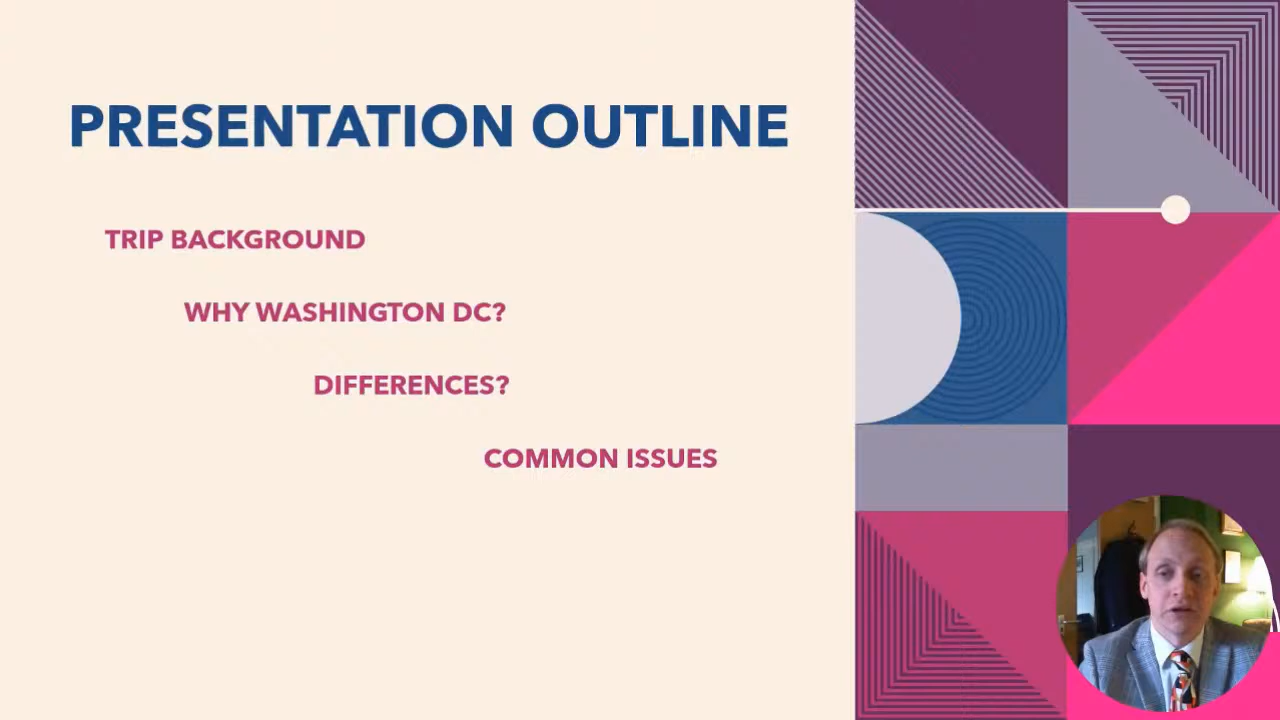 PRESENTATION OUTLINE
TRIP BACKGROUND
WHY WASHINGTON DC?
DIFFERENCES?
COMMON ISSUES